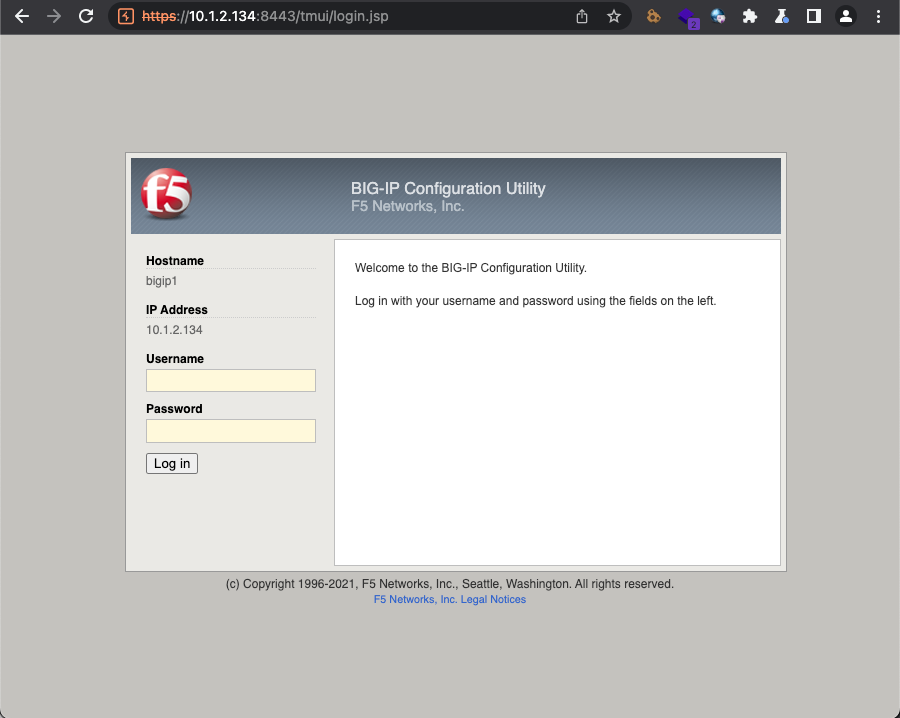 https://10.1.2.134:8443/tmui/login.jsp
2
f5
BIG-IP Configuration Utility
F5 Networks, Inc.
Hostname
bigip1
IP Address
10.1.2.134
Username
Password
Log in
Welcome to the BIG-IP Configuration Utility.
Log in with your username and password using the fields on the left.
(c) Copyright 1996-2021, F5 Networks, Inc., Seattle, Washington. All rights reserved.
F5 Networks, Inc. Legal Notices